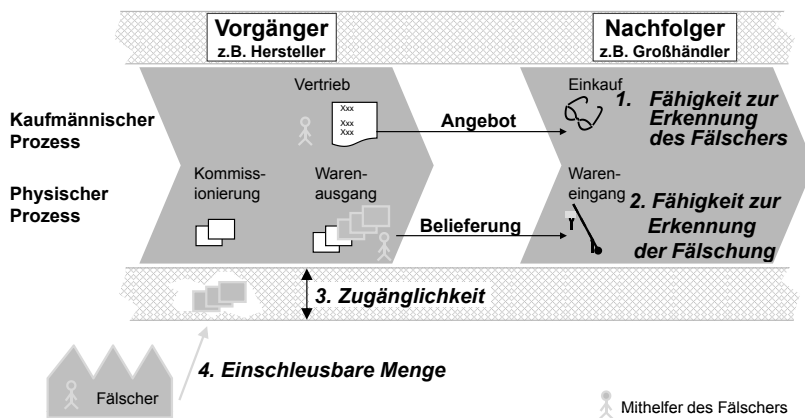 Vorgänger
z.B. Hersteller
Nachfolger
z.B. Großhändler
Kaufmännischer
Prozess
Vertrieb
Xxx
Xxx
Xxx
Angebot
Einkauf
1. Fähigkeit zur
Erkennung
des Fälschers
Physischer
Prozess
Kommiss-
ionierung
Waren-
ausgang
Belieferung
Waren-
eingang
2. Fähigkeit zur
Erkennung
der Fälschung
3. Zugänglichkeit
4. Einschleusbare Menge
Fälscher
Mithelfer des Fälschers